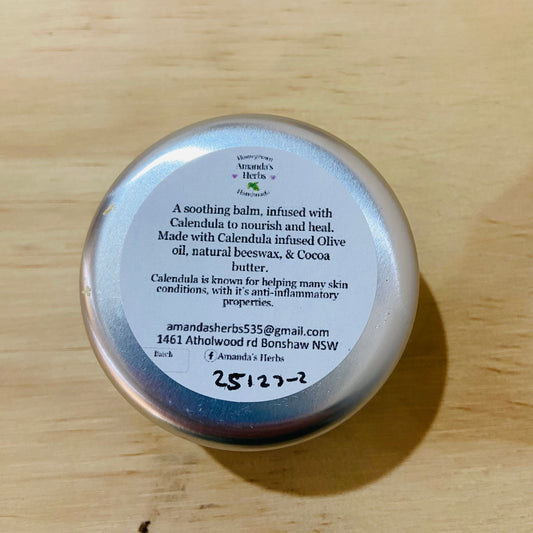 Homegrown
Amanda's
Herbs
Handmade
A soothing balm, infused with
Calendula to nourish and heal.
Made with Calendula infused Olive
oil, natural beeswax, & Cocoa
butter.
Calendula is known for helping many skin
conditions, with it's anti-inflammatory
properties.
amandasherbs535@gmail.com
1461 Atholwood rd Bonshaw NSW
Batch
Amanda's Herbs